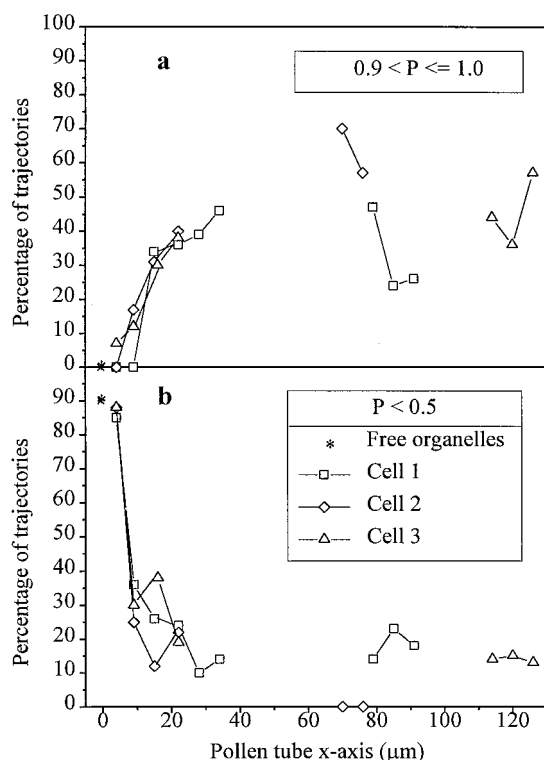 100
90
80
70
60
50
40
30
20
10
0
Percentage of trajectories
a
0.9 < P <= 1.0
90
80
70
60
50
40
30
20
10
0
Percentage of trajectories
b
P < 0.5
Free organelles
Cell 1
Cell 2
Cell 3
0 20 40 60 80 100 120
Pollen tube x-axis (μm)